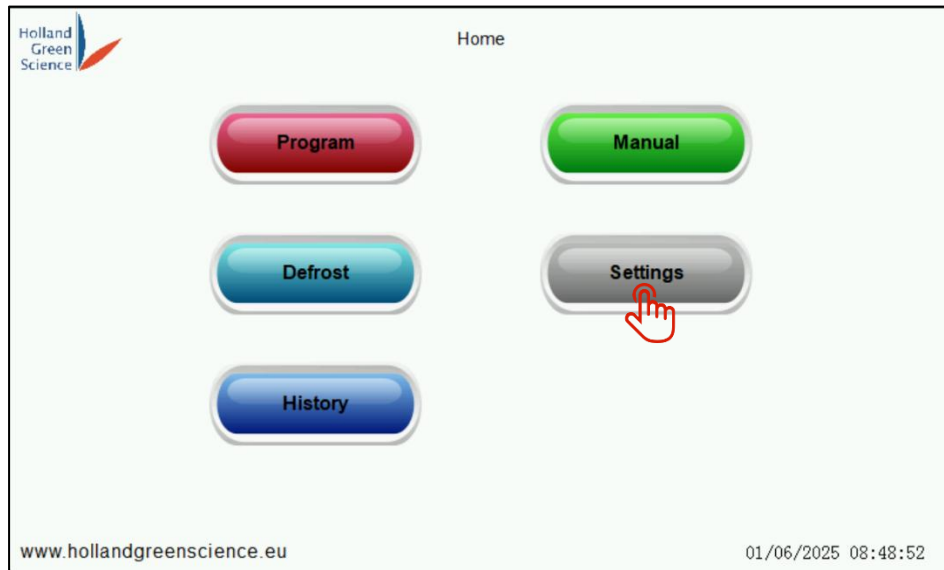 Holland
Green
Science
Home
Program
Manual
Defrost
Settings
History
www.hollandgreenscience.eu
01/06/2025 08:48:52